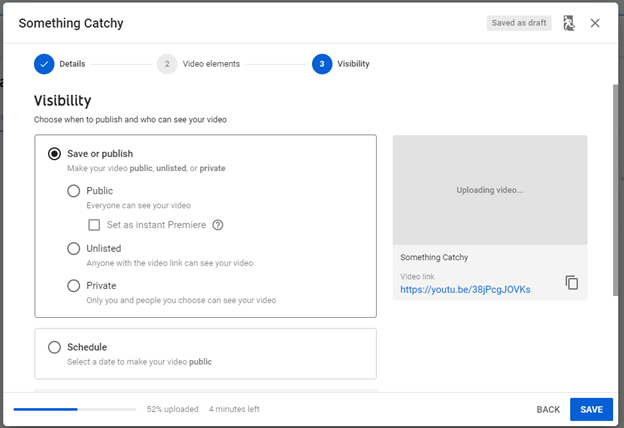 Something Catchy
Saved as draft
Details
2 Video elements
3 Visibility
Visibility
Choose when to publish and who can see your video
Save or publish
Make your video public, unlisted, or private
Public
Everyone can see your video
Set as instant Premiere
Unlisted
Anyone with the video link can see your video
Private
Only you and people you choose can see your video
Schedule
Select a date to make your video public
Uploading video...
Something Catchy
Video link
https://youtu.be/38jPcgJOVKs
52% uploaded 4 minutes left
BACK SAVE